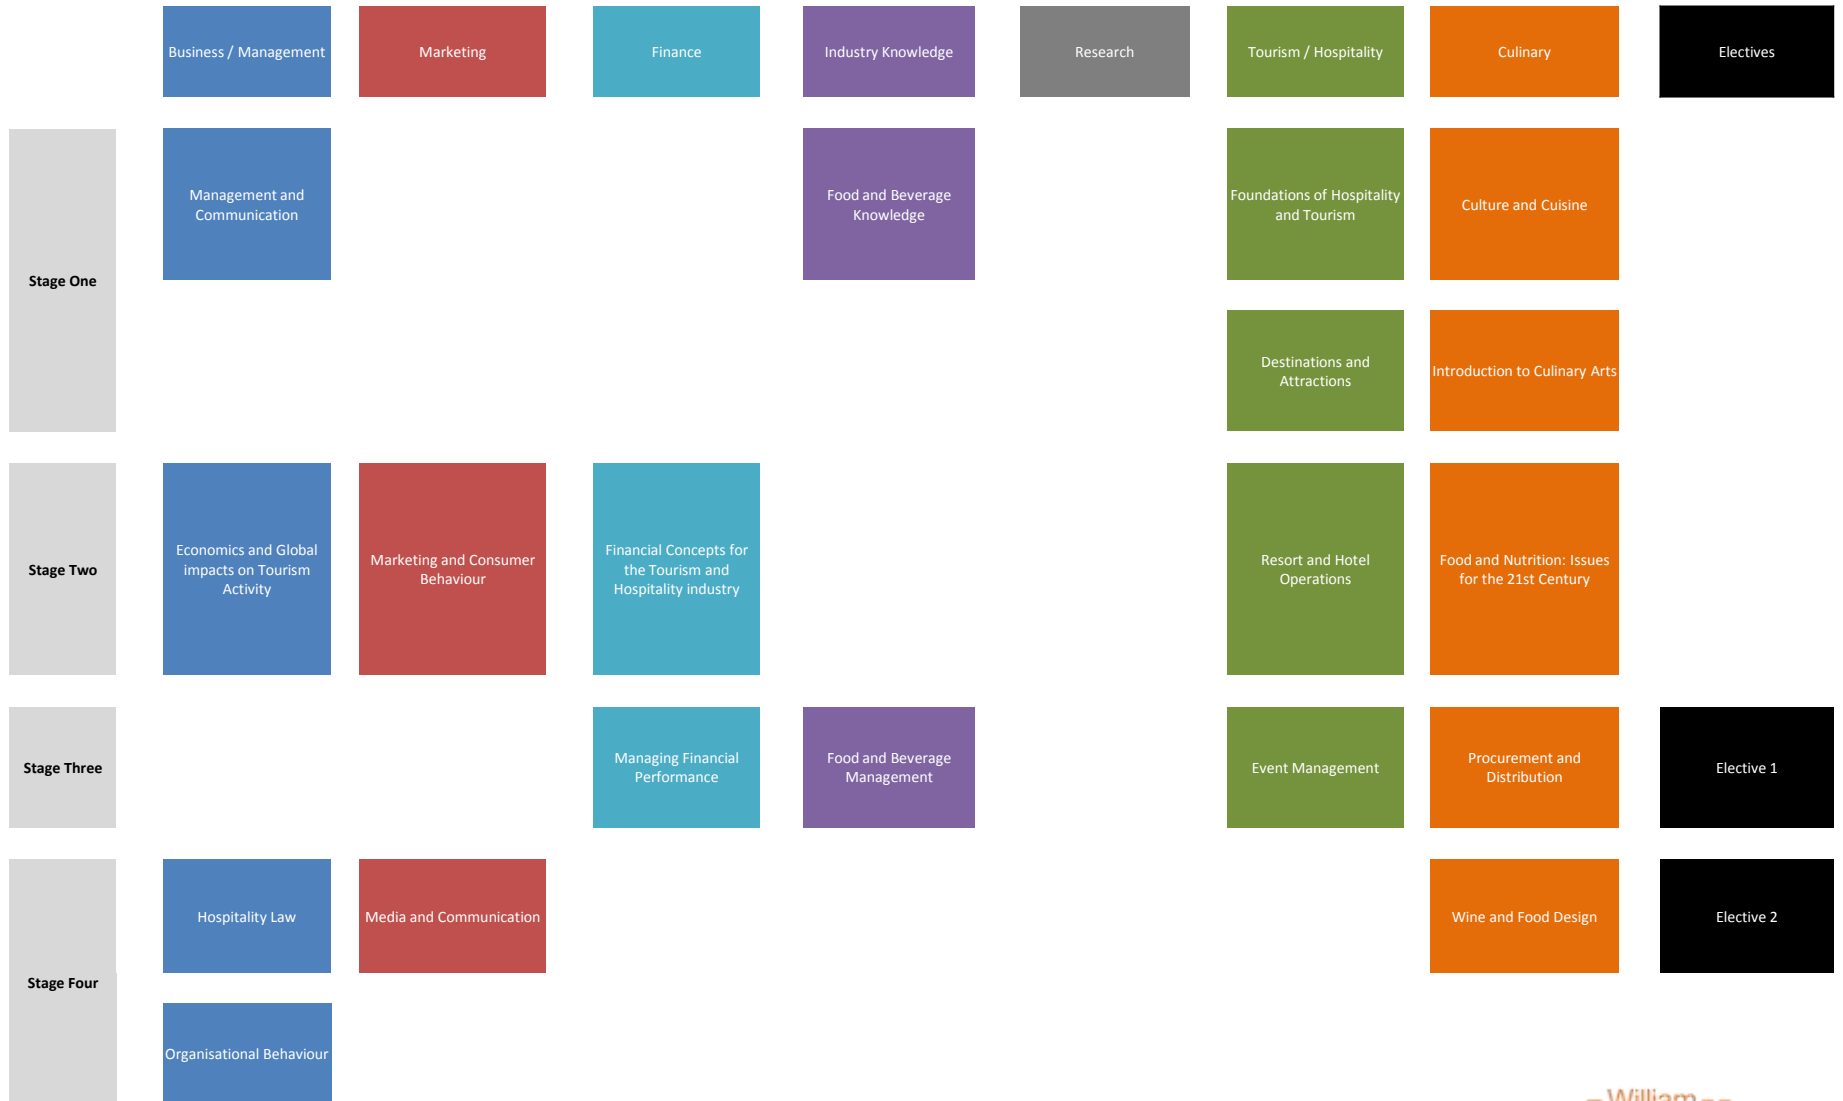 Business / Management
Marketing
Finance
Industry Knowledge
Research
Tourism / Hospitality
Culinary
Electives
Stage One
Management and
Communication
Food and Beverage
Knowledge
Foundations of Hospitality
and Tourism
Culture and Cuisine
Destinations and
Attractions
Introduction to Culinary Arts
Stage Two
Economics and Global
impacts on Tourism
Activity
Marketing and Consumer
Behaviour
Financial Concepts for
the Tourism and
Hospitality industry
Resort and Hotel
Operations
Food and Nutrition: Issues
for the 21st Century
Stage Three
Managing Financial
Performance
Food and Beverage
Management
Event Management
Procurement and
Distribution
Elective 1
Stage Four
Hospitality Law
Media and Communication
Wine and Food Design
Elective 2
Organisational Behaviour
William